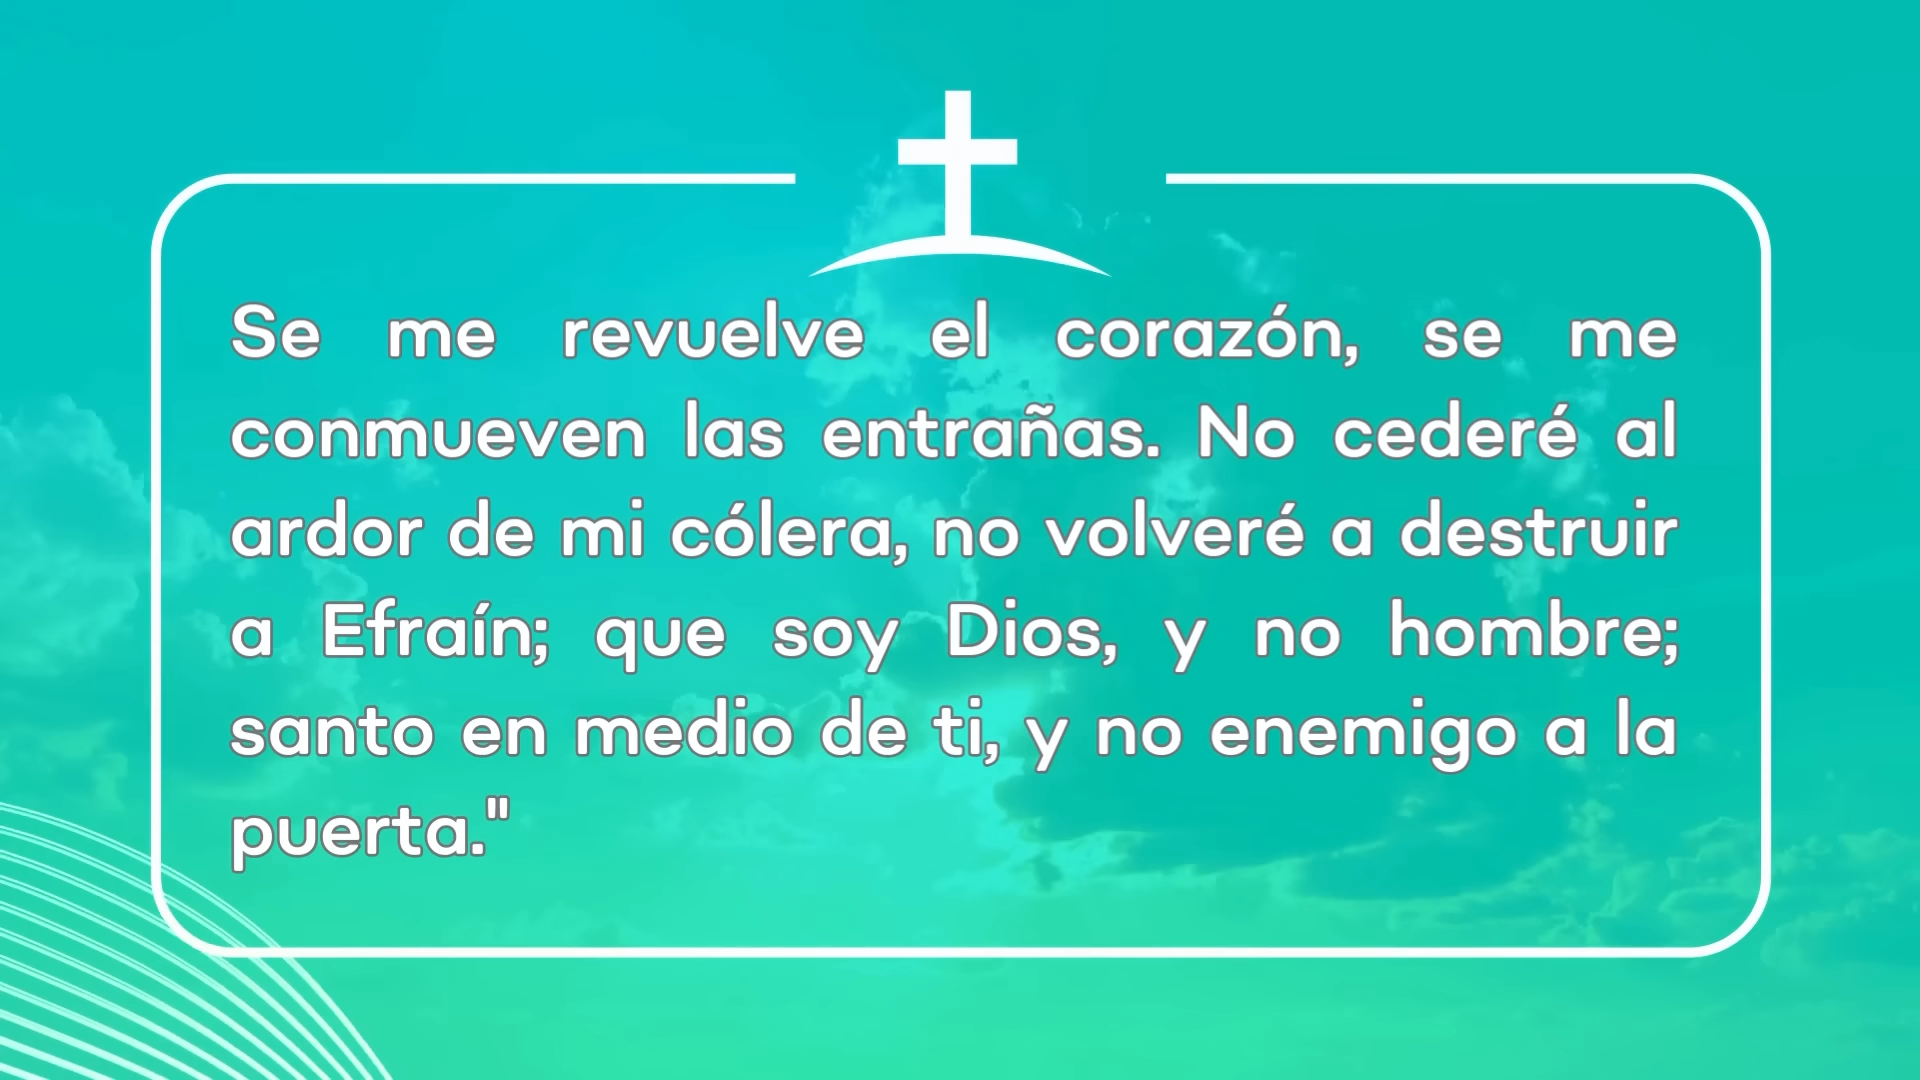 Se me revuelve el corazón, se me
conmueven las entrañas. No cederé al
ardor de mi cólera, no volveré a destruir
a Efraín; que soy Dios, y no hombre;
santo en medio de ti, y no enemigo a la
puerta."